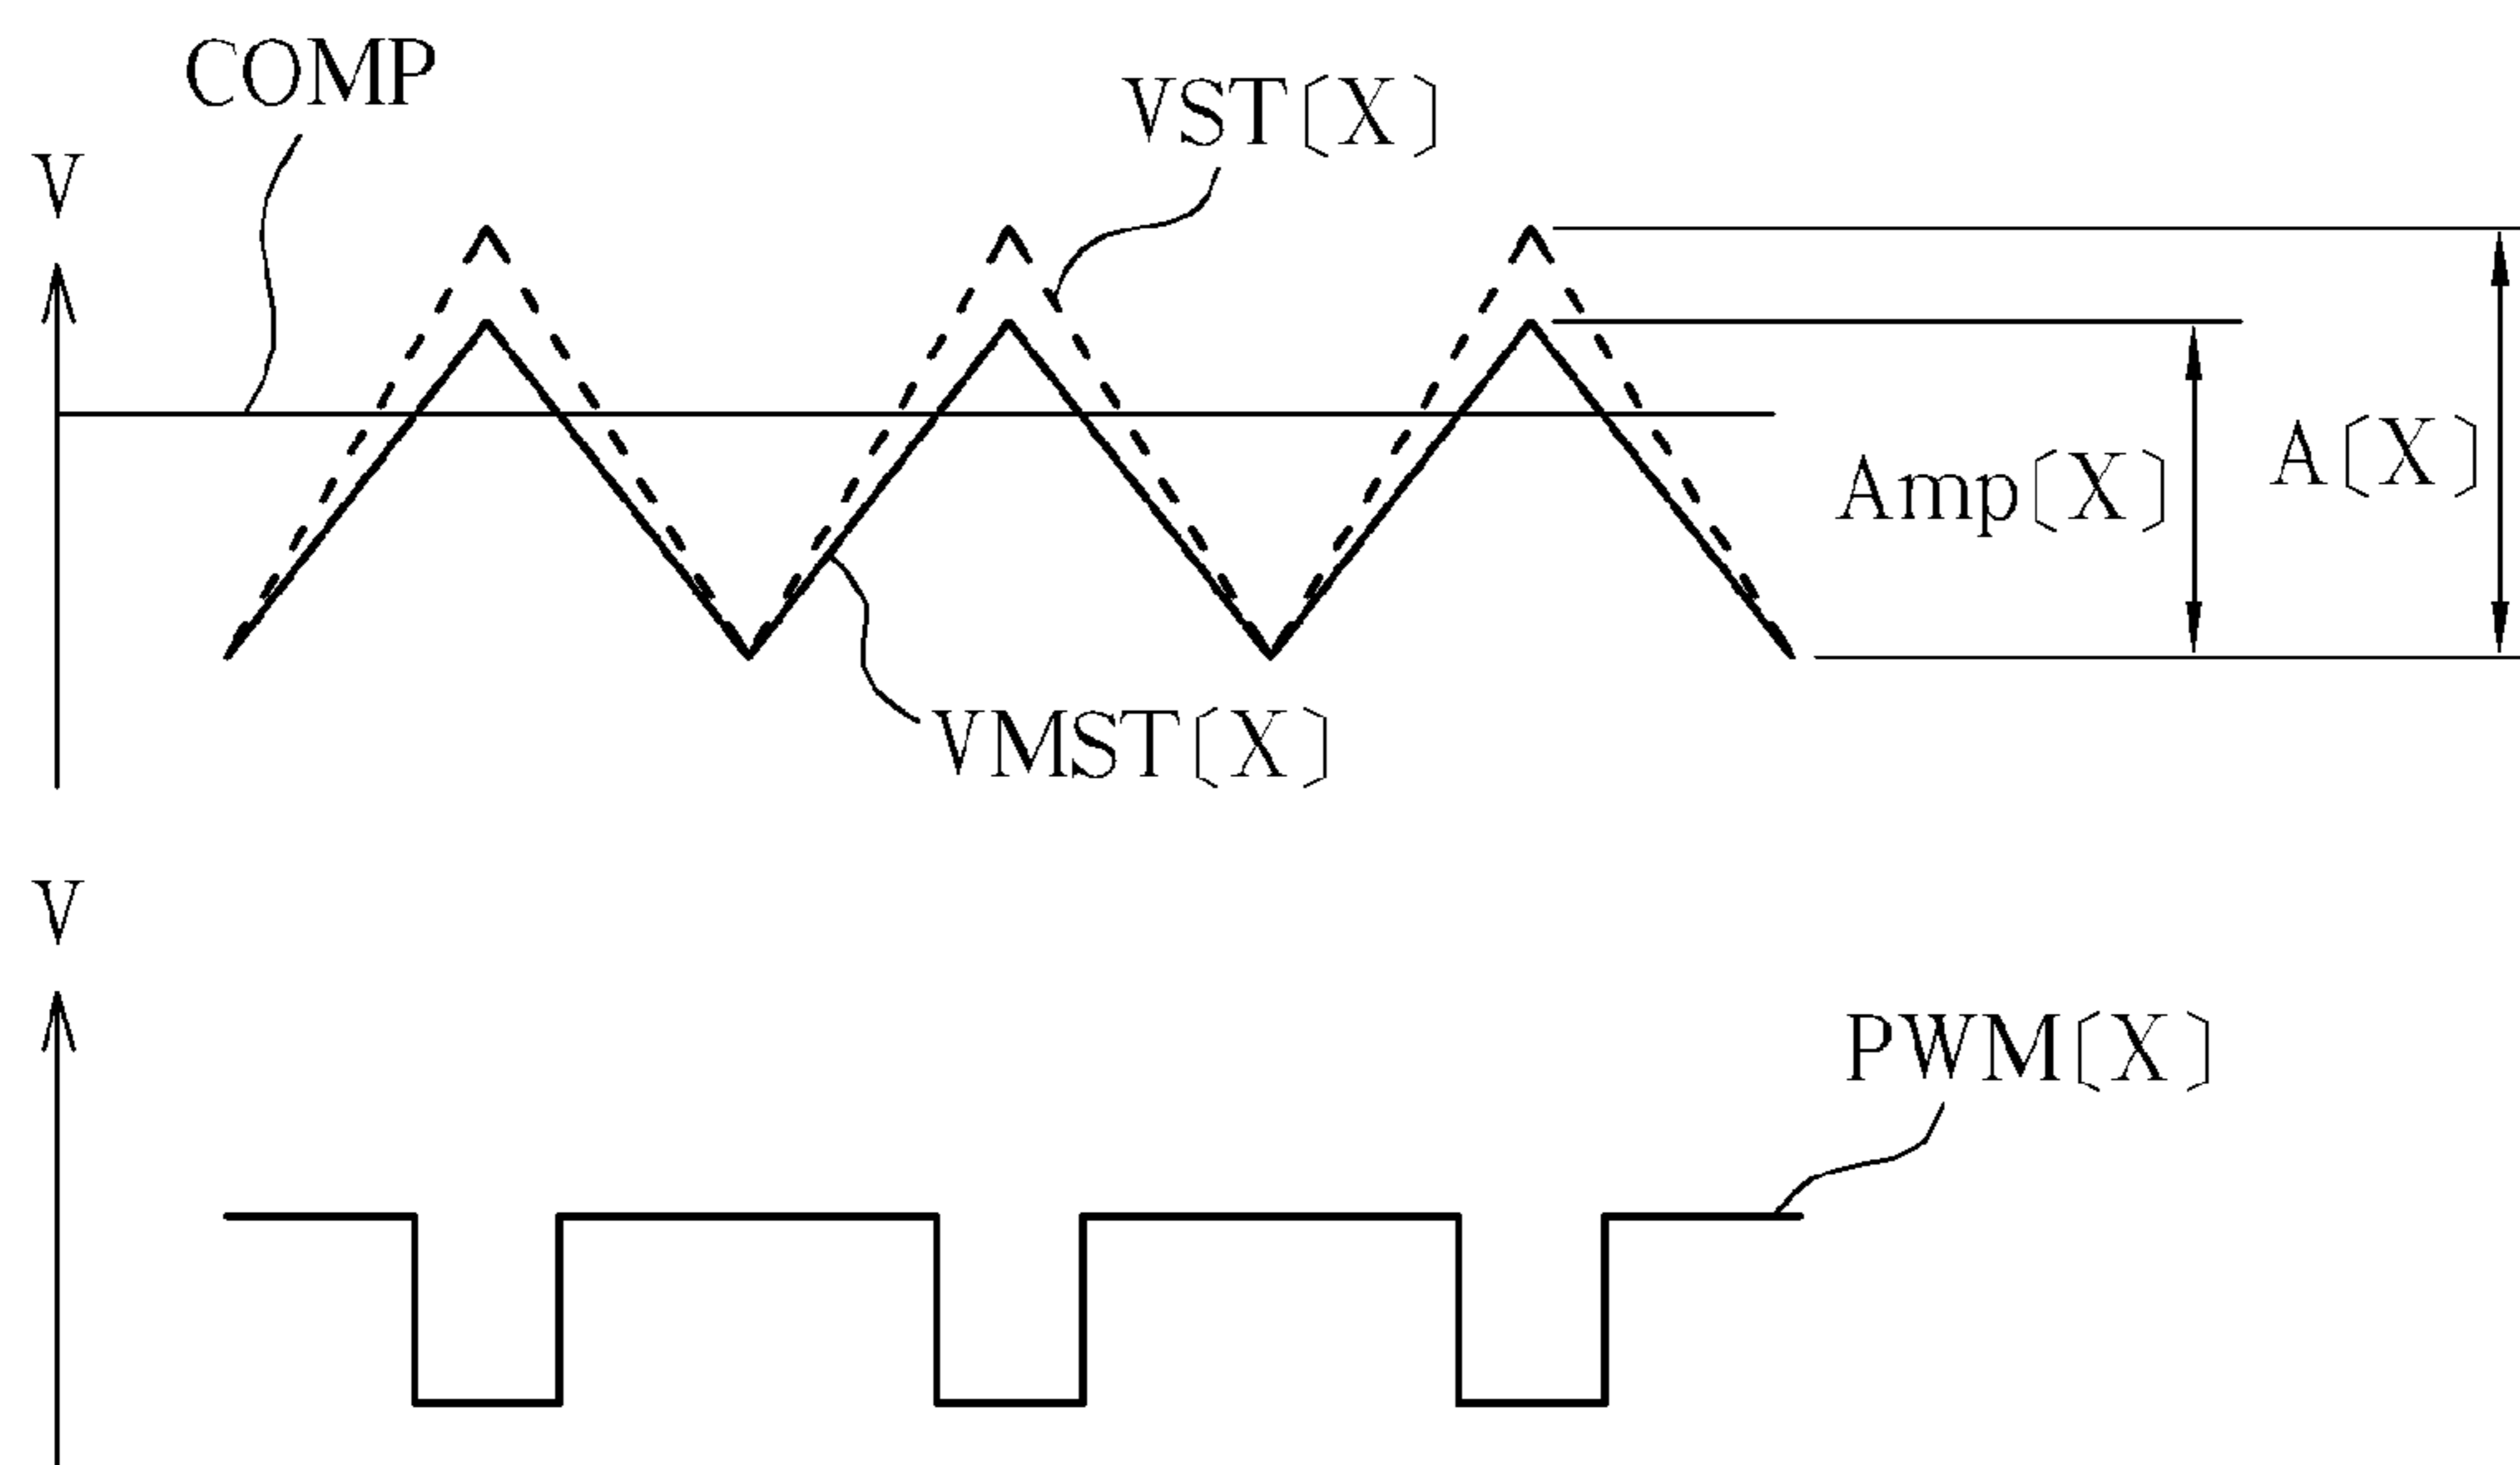 COMP
VST〔X〕
V
A〔X〕
Amp〔X〕
VMST〔X〕
V
PWM〔X〕